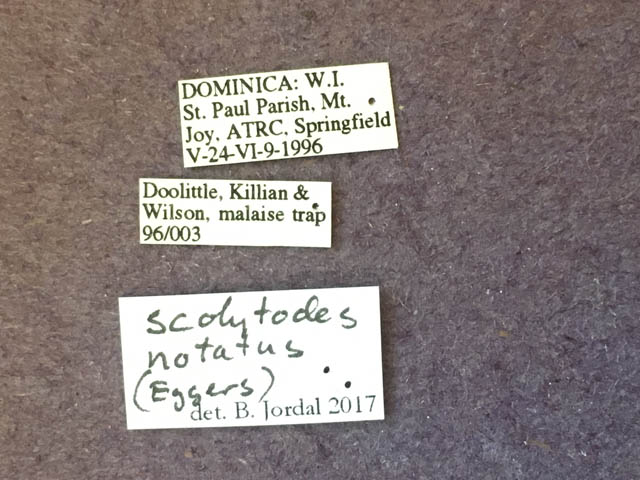 DOMINICA: W.I.
St. Paul Parish, Mt.
Joy, ATRC, Springfield
V-24-VI-9-1996
Doolittle, Killian &
Wilson, malaise trap
96/003
scolytodes
notatus
(Eggers)
det. B. Jordal 2017